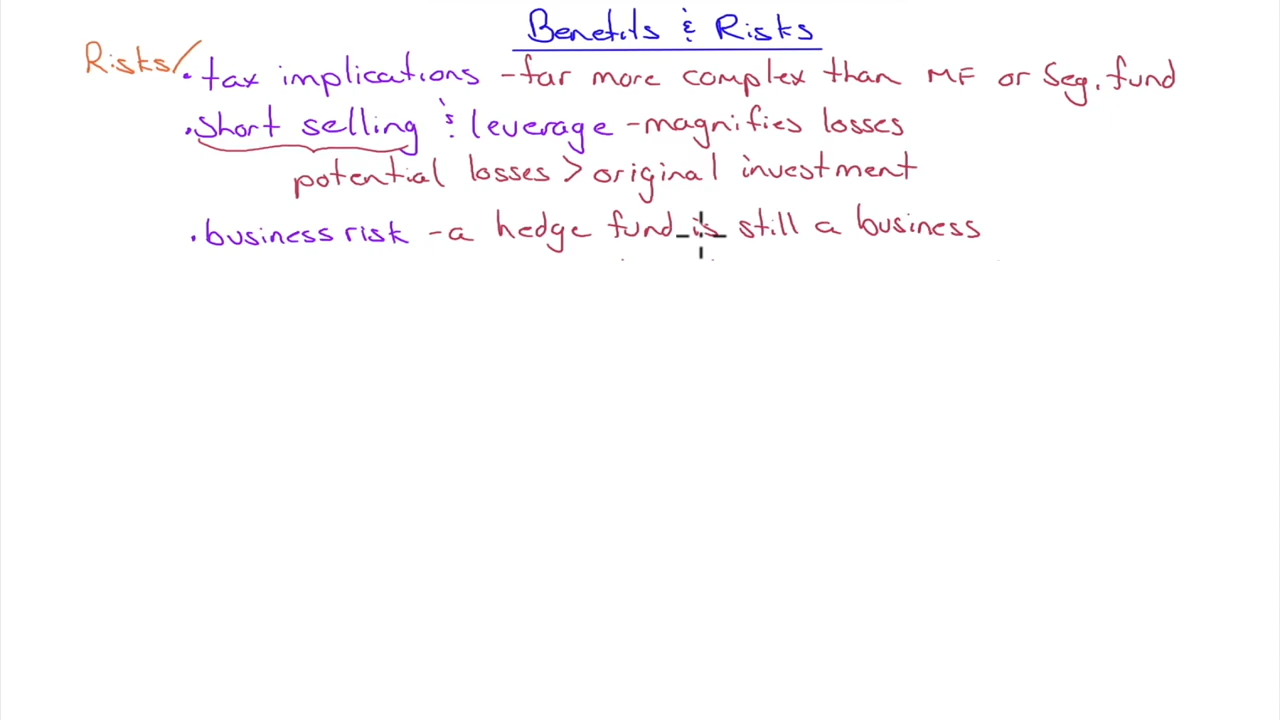 Benefits & Risks
Risks/ · tax implications - far more complex than MF or Seg. fund
· short selling & leverage - magnifies losses
potential losses > original investment
· business risk - a hedge fund is still a business